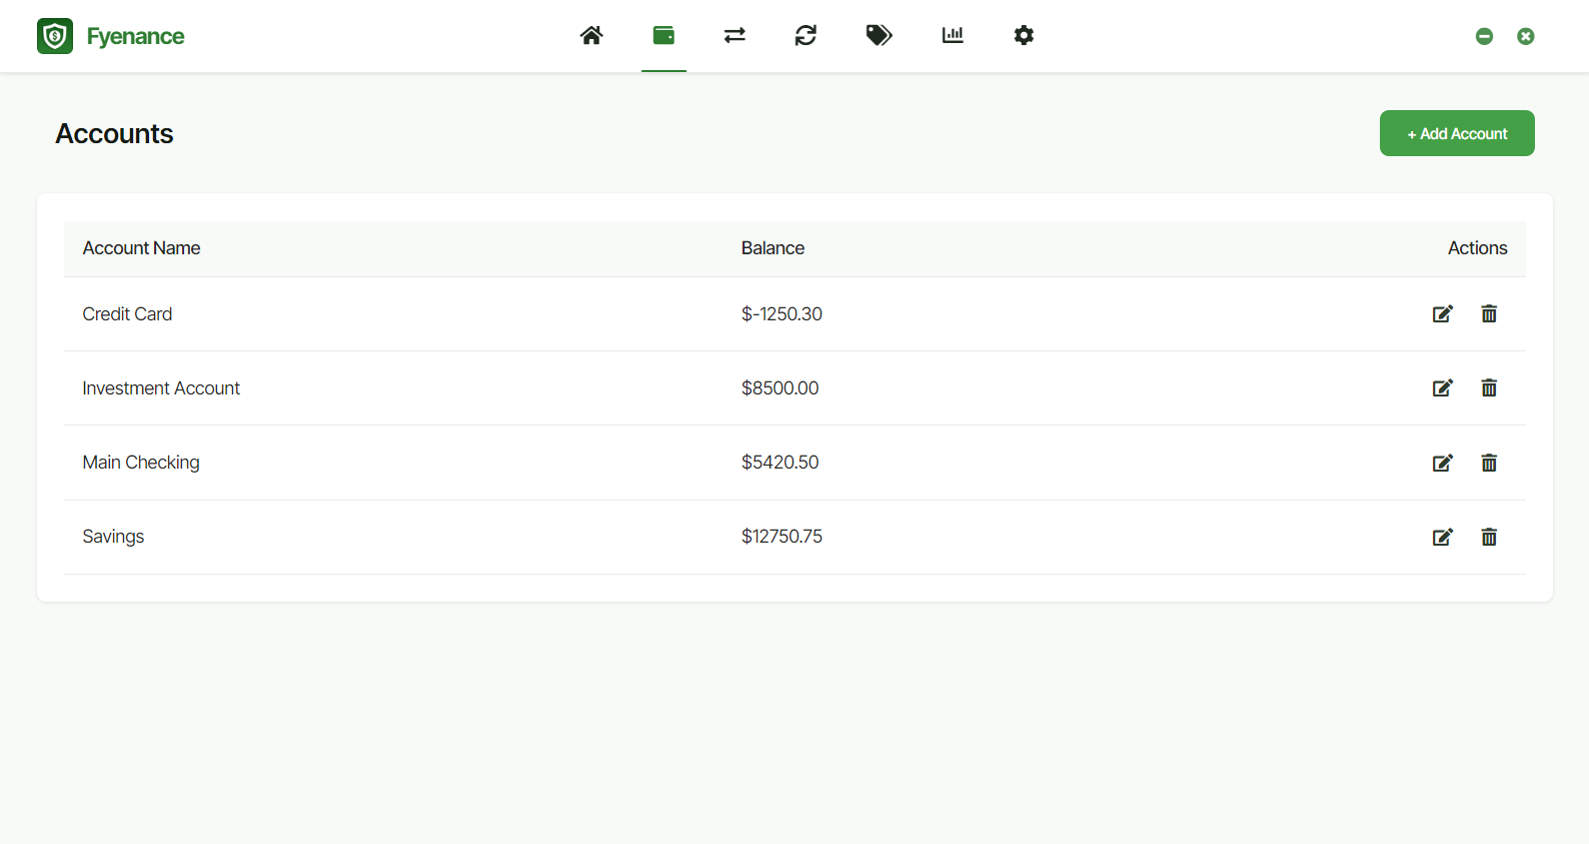 Fyenance
Accounts
+ Add Account
Account Name Balance Actions
Credit Card $-1250.30
Investment Account $8500.00
Main Checking $5420.50
Savings $12750.75